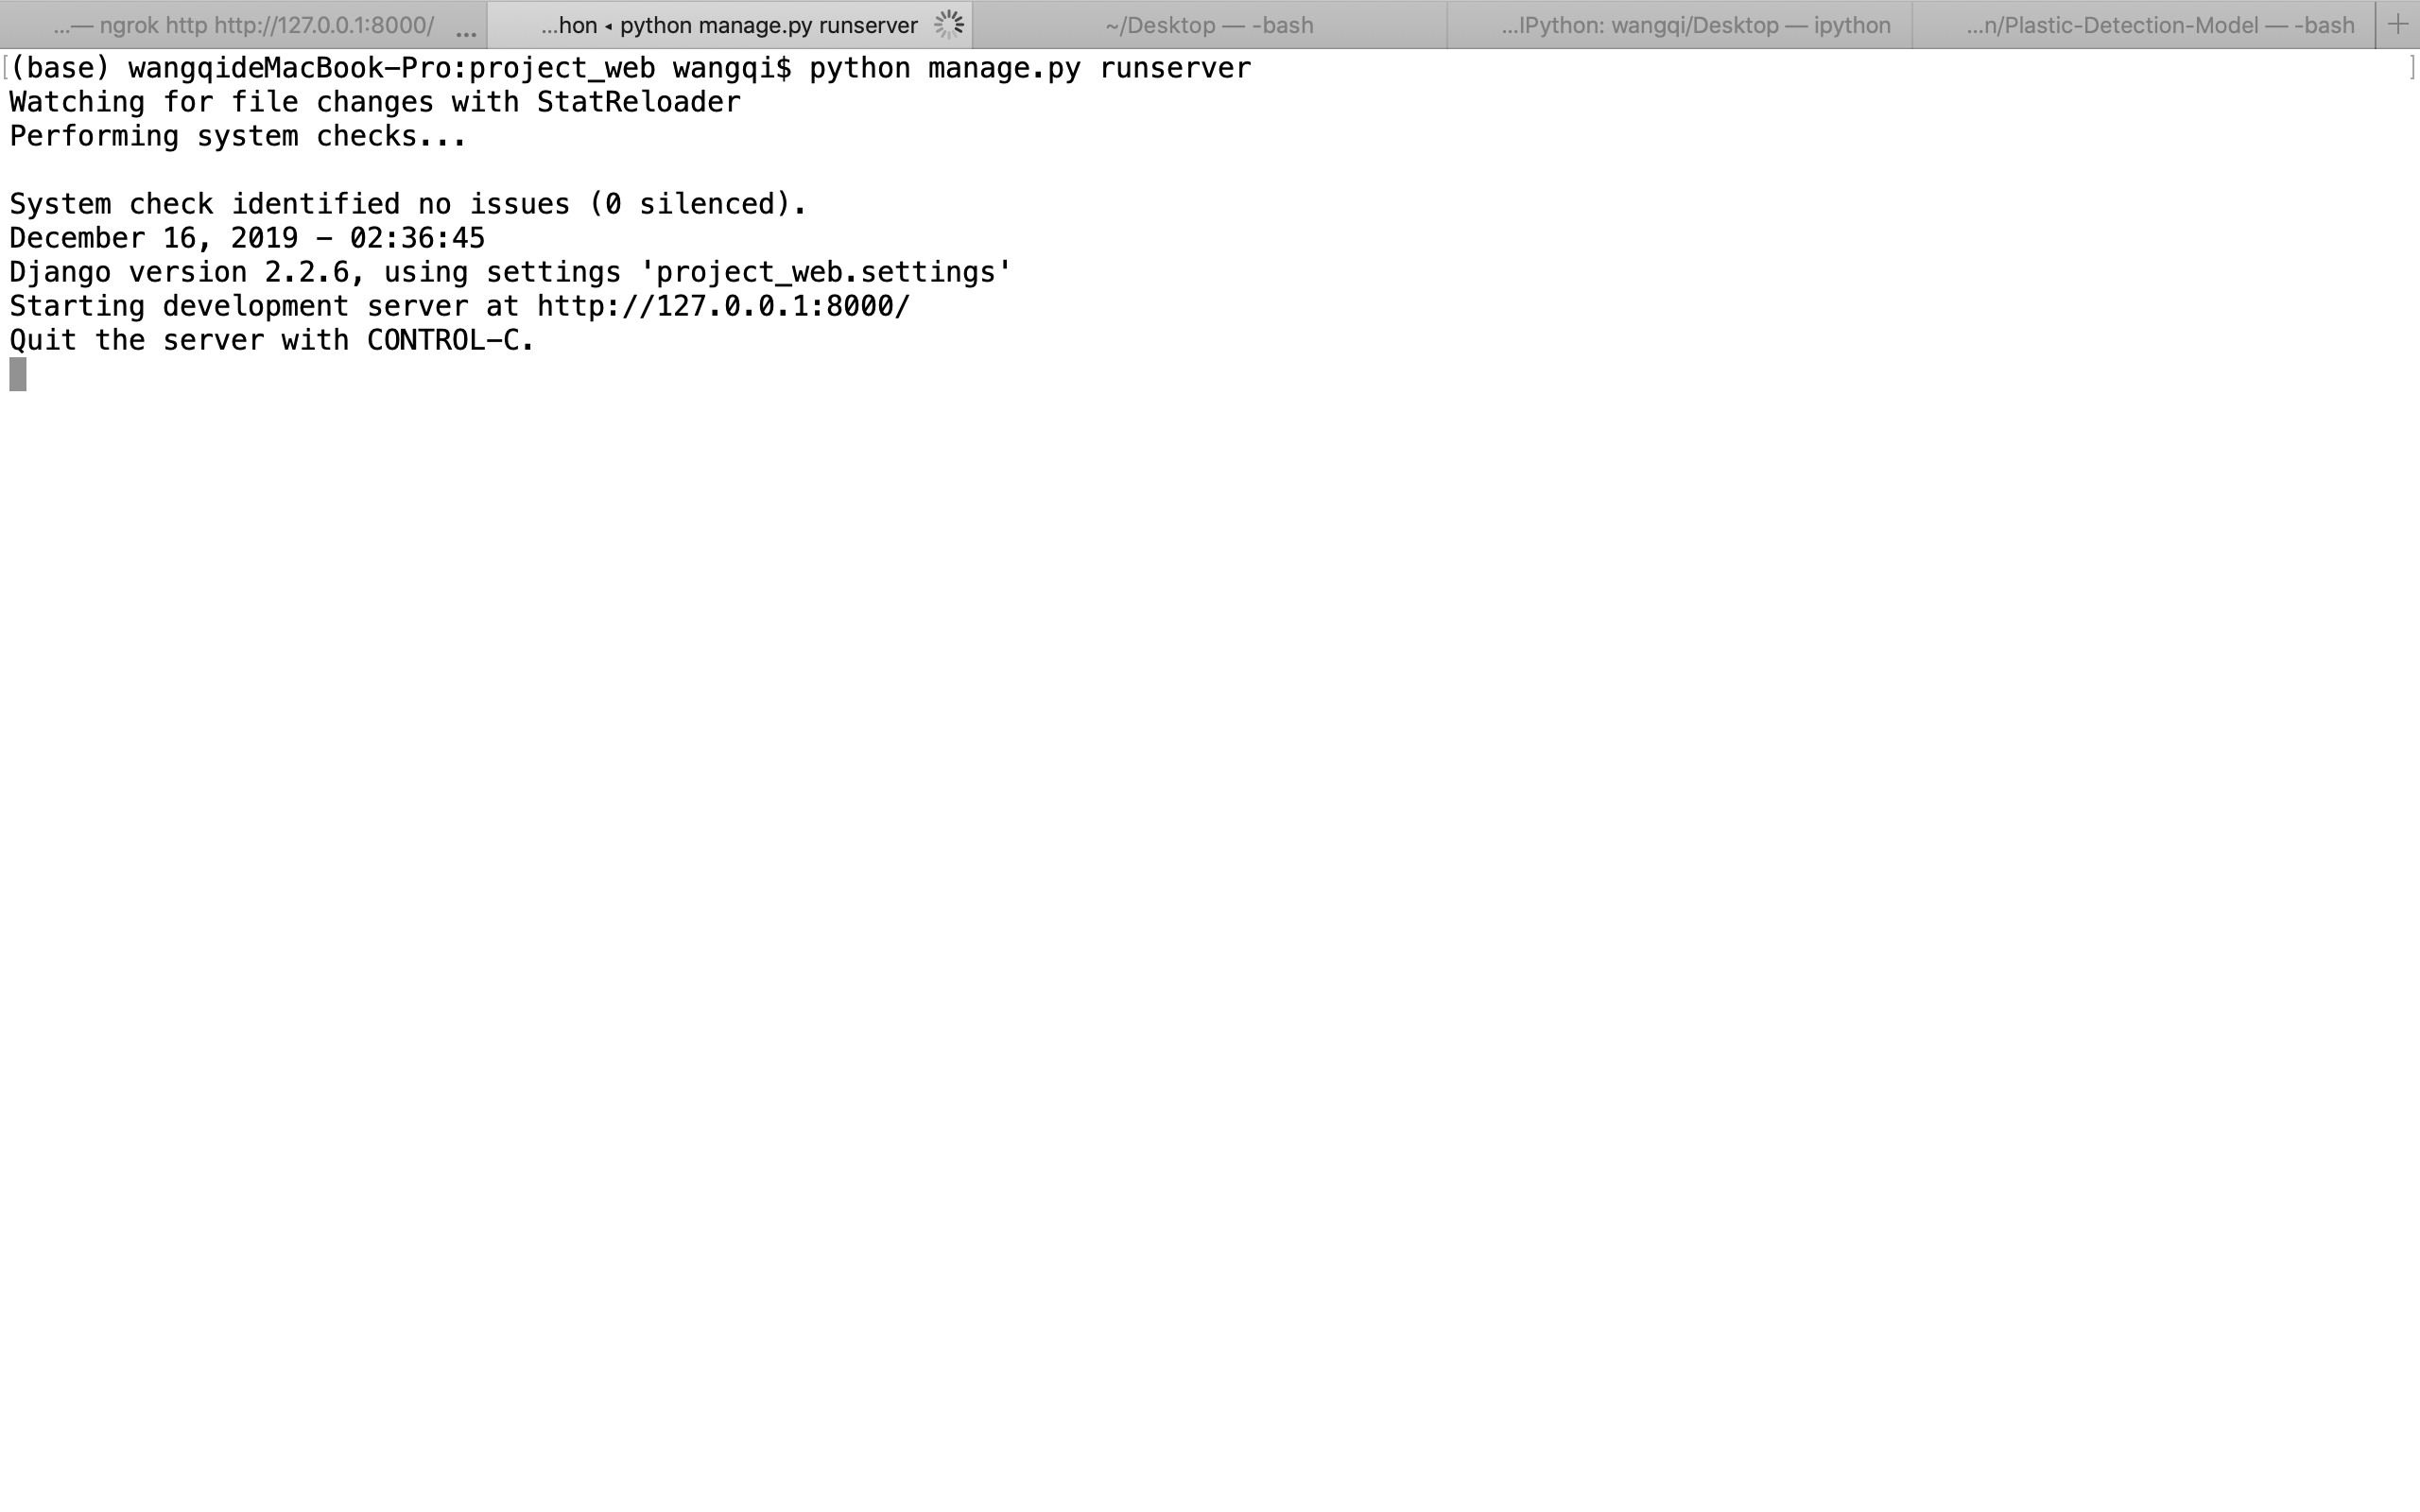 ...— ngrok http http://127.0.0.1:8000/ ...
...hon ◂ python manage.py runserver
~/Desktop — -bash
...IPython: wangqi/Desktop — ipython
...n/Plastic-Detection-Model — -bash
+
[(base) wangqideMacBook-Pro:project_web wangqi$ python manage.py runserver ]
Watching for file changes with StatReloader
Performing system checks...
System check identified no issues (0 silenced).
December 16, 2019 - 02:36:45
Django version 2.2.6, using settings 'project_web.settings'
Starting development server at http://127.0.0.1:8000/
Quit the server with CONTROL-C.